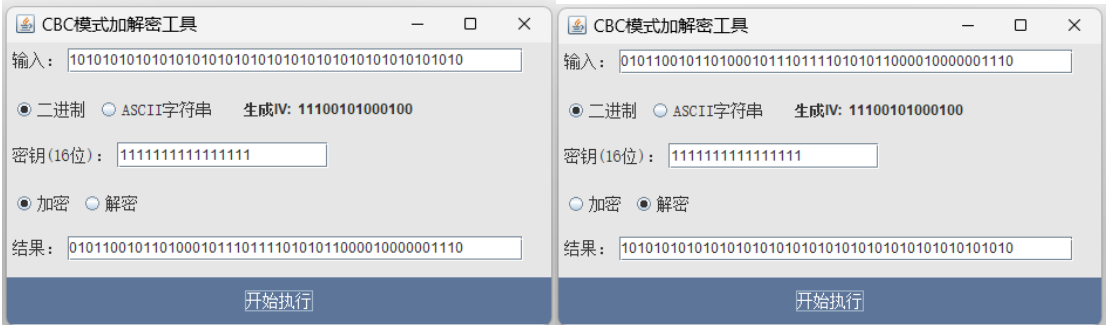 CBC模式加解密工具
输入： 101010101010101010101010101010101010101010101010
二进制 ASCII字符串 生成IV: 11100101000100
密钥(16位)： 1111111111111111
加密 解密
结果： 010110010110100010111011110101011000010000001110
开始执行
CBC模式加解密工具
输入： 010110010110100010111011110101011000010000001110
二进制 ASCII字符串 生成IV: 11100101000100
密钥(16位)： 1111111111111111
加密 解密
结果： 101010101010101010101010101010101010101010101010
开始执行